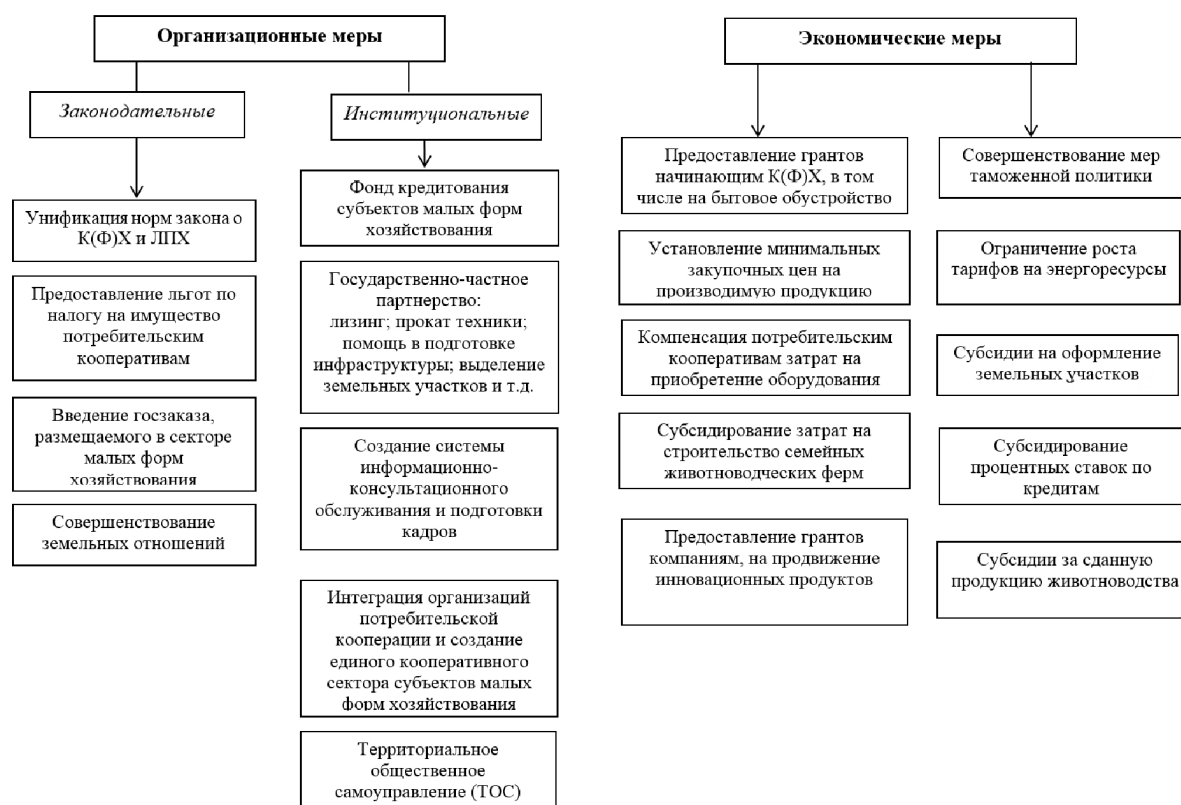 Организационные меры
Законодательные
Унификация норм закона о
К(Ф)Х и ЛПХ
Предоставление льгот по
налогу на имущество
потребительским
кооперативам
Введение госзаказа,
размещаемого в секторе
малых форм
хозяйствования
Совершенствование
земельных отношений
Институциональные
Фонд кредитования
субъектов малых форм
хозяйствования
Государственно-частное
партнерство:
лизинг; прокат техники;
помощь в подготовке
инфраструктуры; выделение
земельных участков и т.д.
Создание системы
информационно-
консультационного
обслуживания и подготовки
кадров
Интеграция организаций
потребительской
кооперации и создание
единого кооперативного
сектора субъектов малых
форм хозяйствования
Территориальное
общественное
самоуправление (ТОС)
Экономические меры
Предоставление грантов
начинающим К(Ф)Х, в том
числе на бытовое обустройство
Установление минимальных
закупочных цен на
производимую продукцию
Компенсация потребительским
кооперативам затрат на
приобретение оборудования
Субсидирование затрат на
строительство семейных
животноводческих ферм
Предоставление грантов
компаниям, на продвижение
инновационных продуктов
Совершенствование мер
таможенной политики
Ограничение роста
тарифов на энергоресурсы
Субсидии на оформление
земельных участков
Субсидирование
процентных ставок по
кредитам
Субсидии за сданную
продукцию животноводства